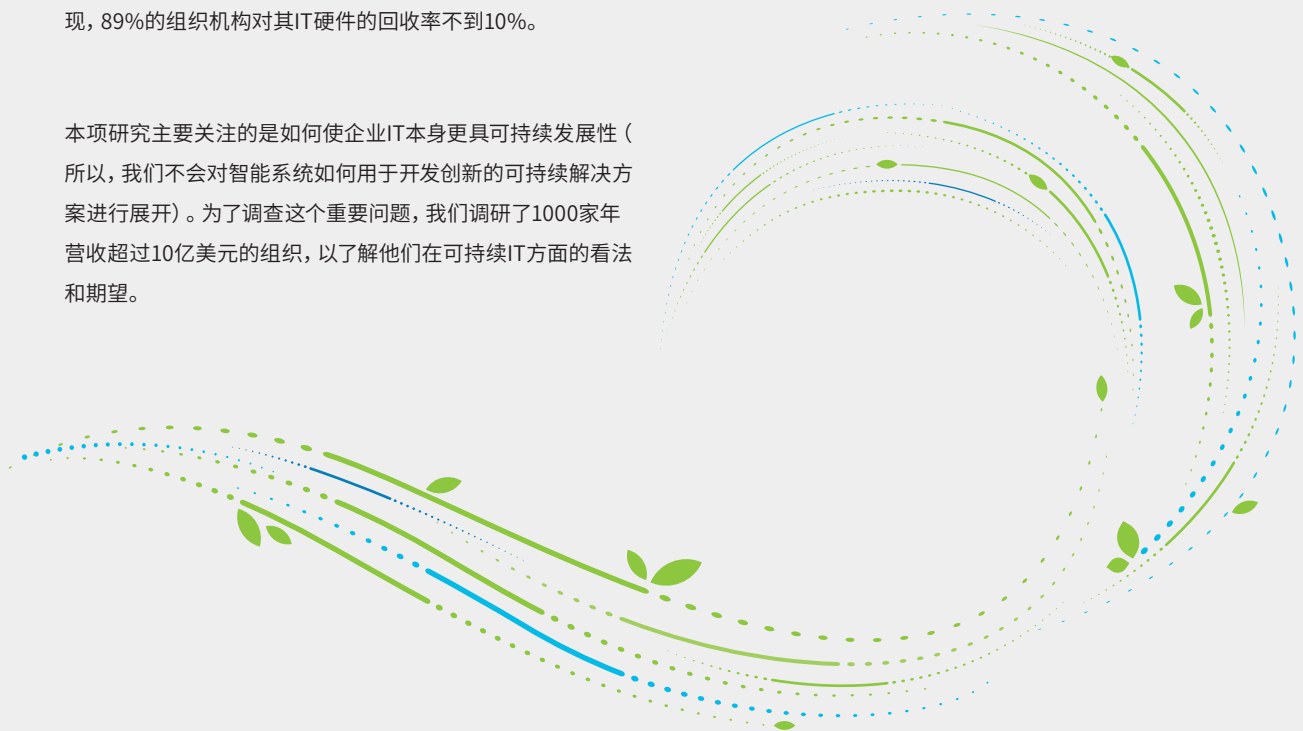 现，89%的组织机构对其IT硬件的回收率不到10%。
本项研究主要关注的是如何使企业IT本身更具可持续发展性（
所以，我们不会对智能系统如何用于开发创新的可持续解决方
案进行展开）。为了调查这个重要问题，我们调研了1000家年
营收超过10亿美元的组织，以了解他们在可持续IT方面的看法
和期望。